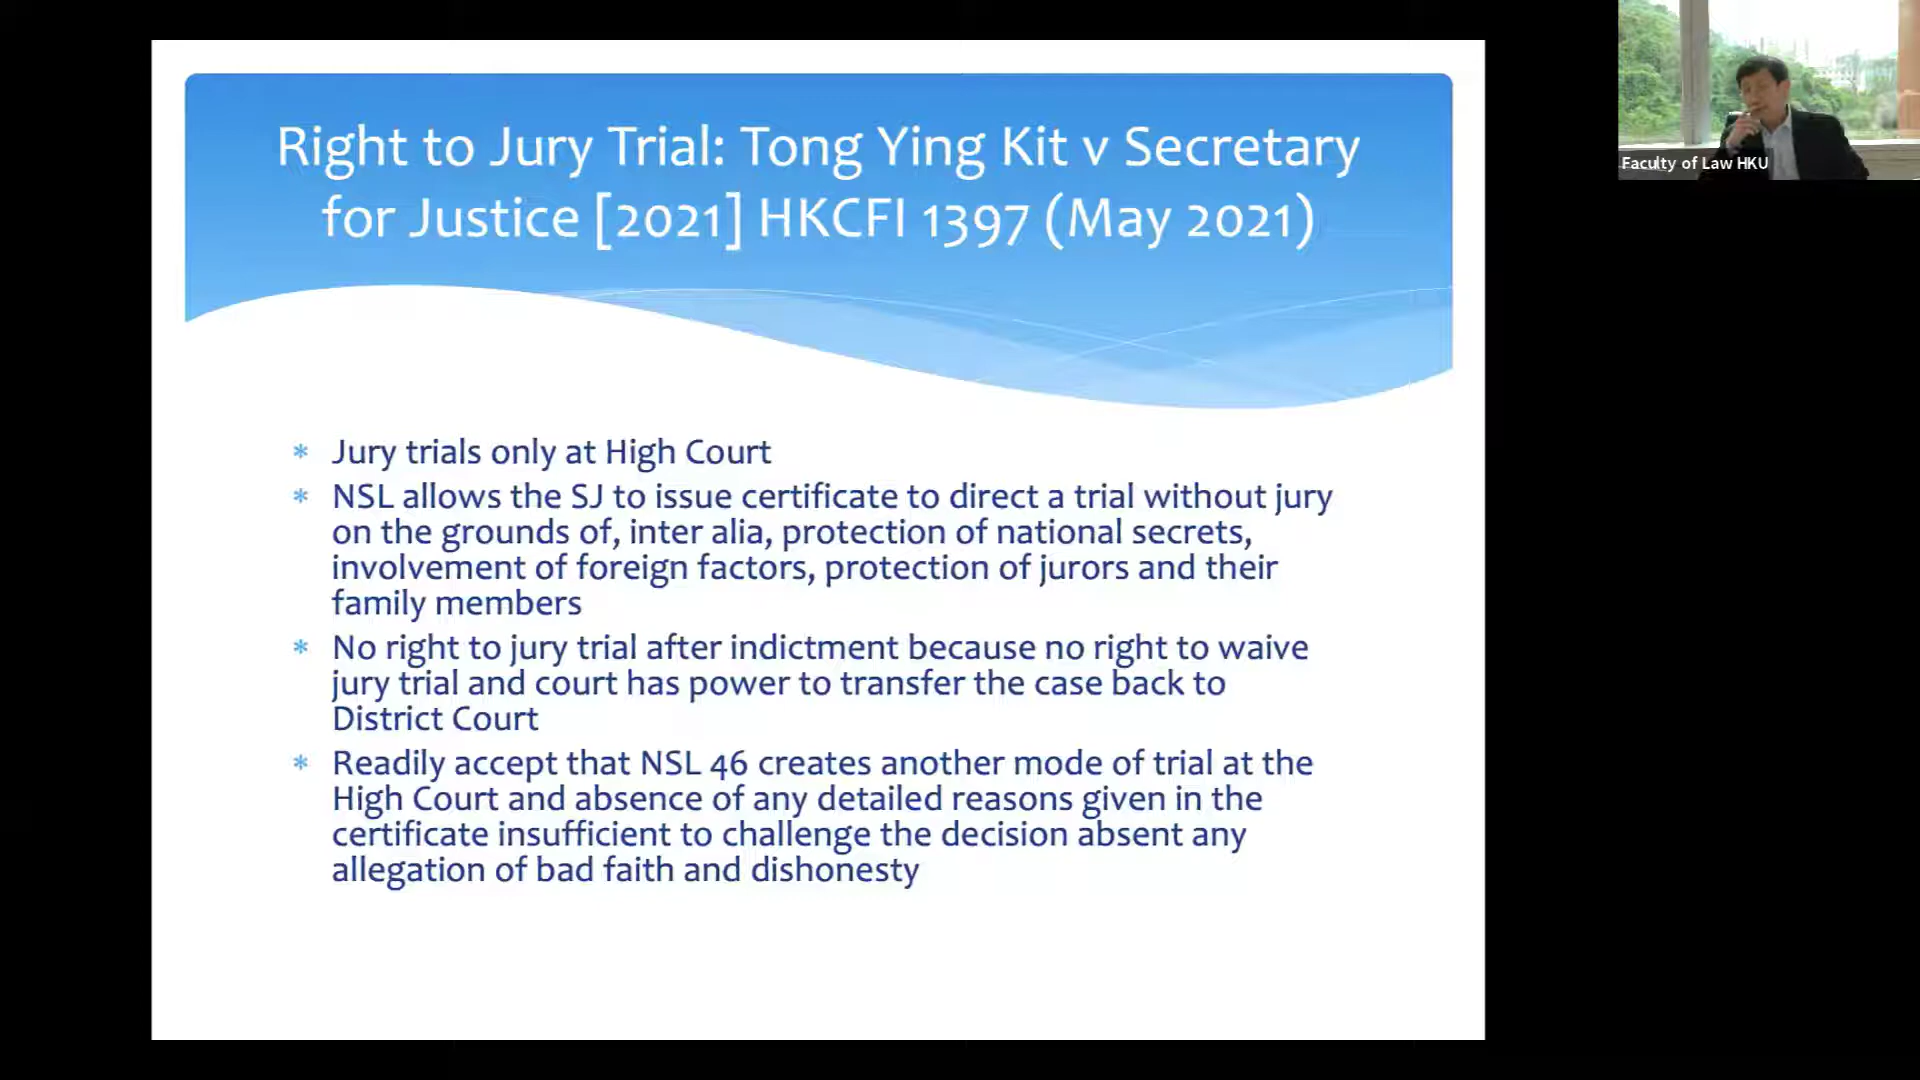 Right to Jury Trial: Tong Ying Kit v Secretary
for Justice [2021] HKCFI 1397 (May 2021)
Faculty of Law HKU
* Jury trials only at High Court
* NSL allows the SJ to issue certificate to direct a trial without jury
on the grounds of, inter alia, protection of national secrets,
involvement of foreign factors, protection of jurors and their
family members
* No right to jury trial after indictment because no right to waive
jury trial and court has power to transfer the case back to
District Court
* Readily accept that NSL 46 creates another mode of trial at the
High Court and absence of any detailed reasons given in the
certificate insufficient to challenge the decision absent any
allegation of bad faith and dishonesty